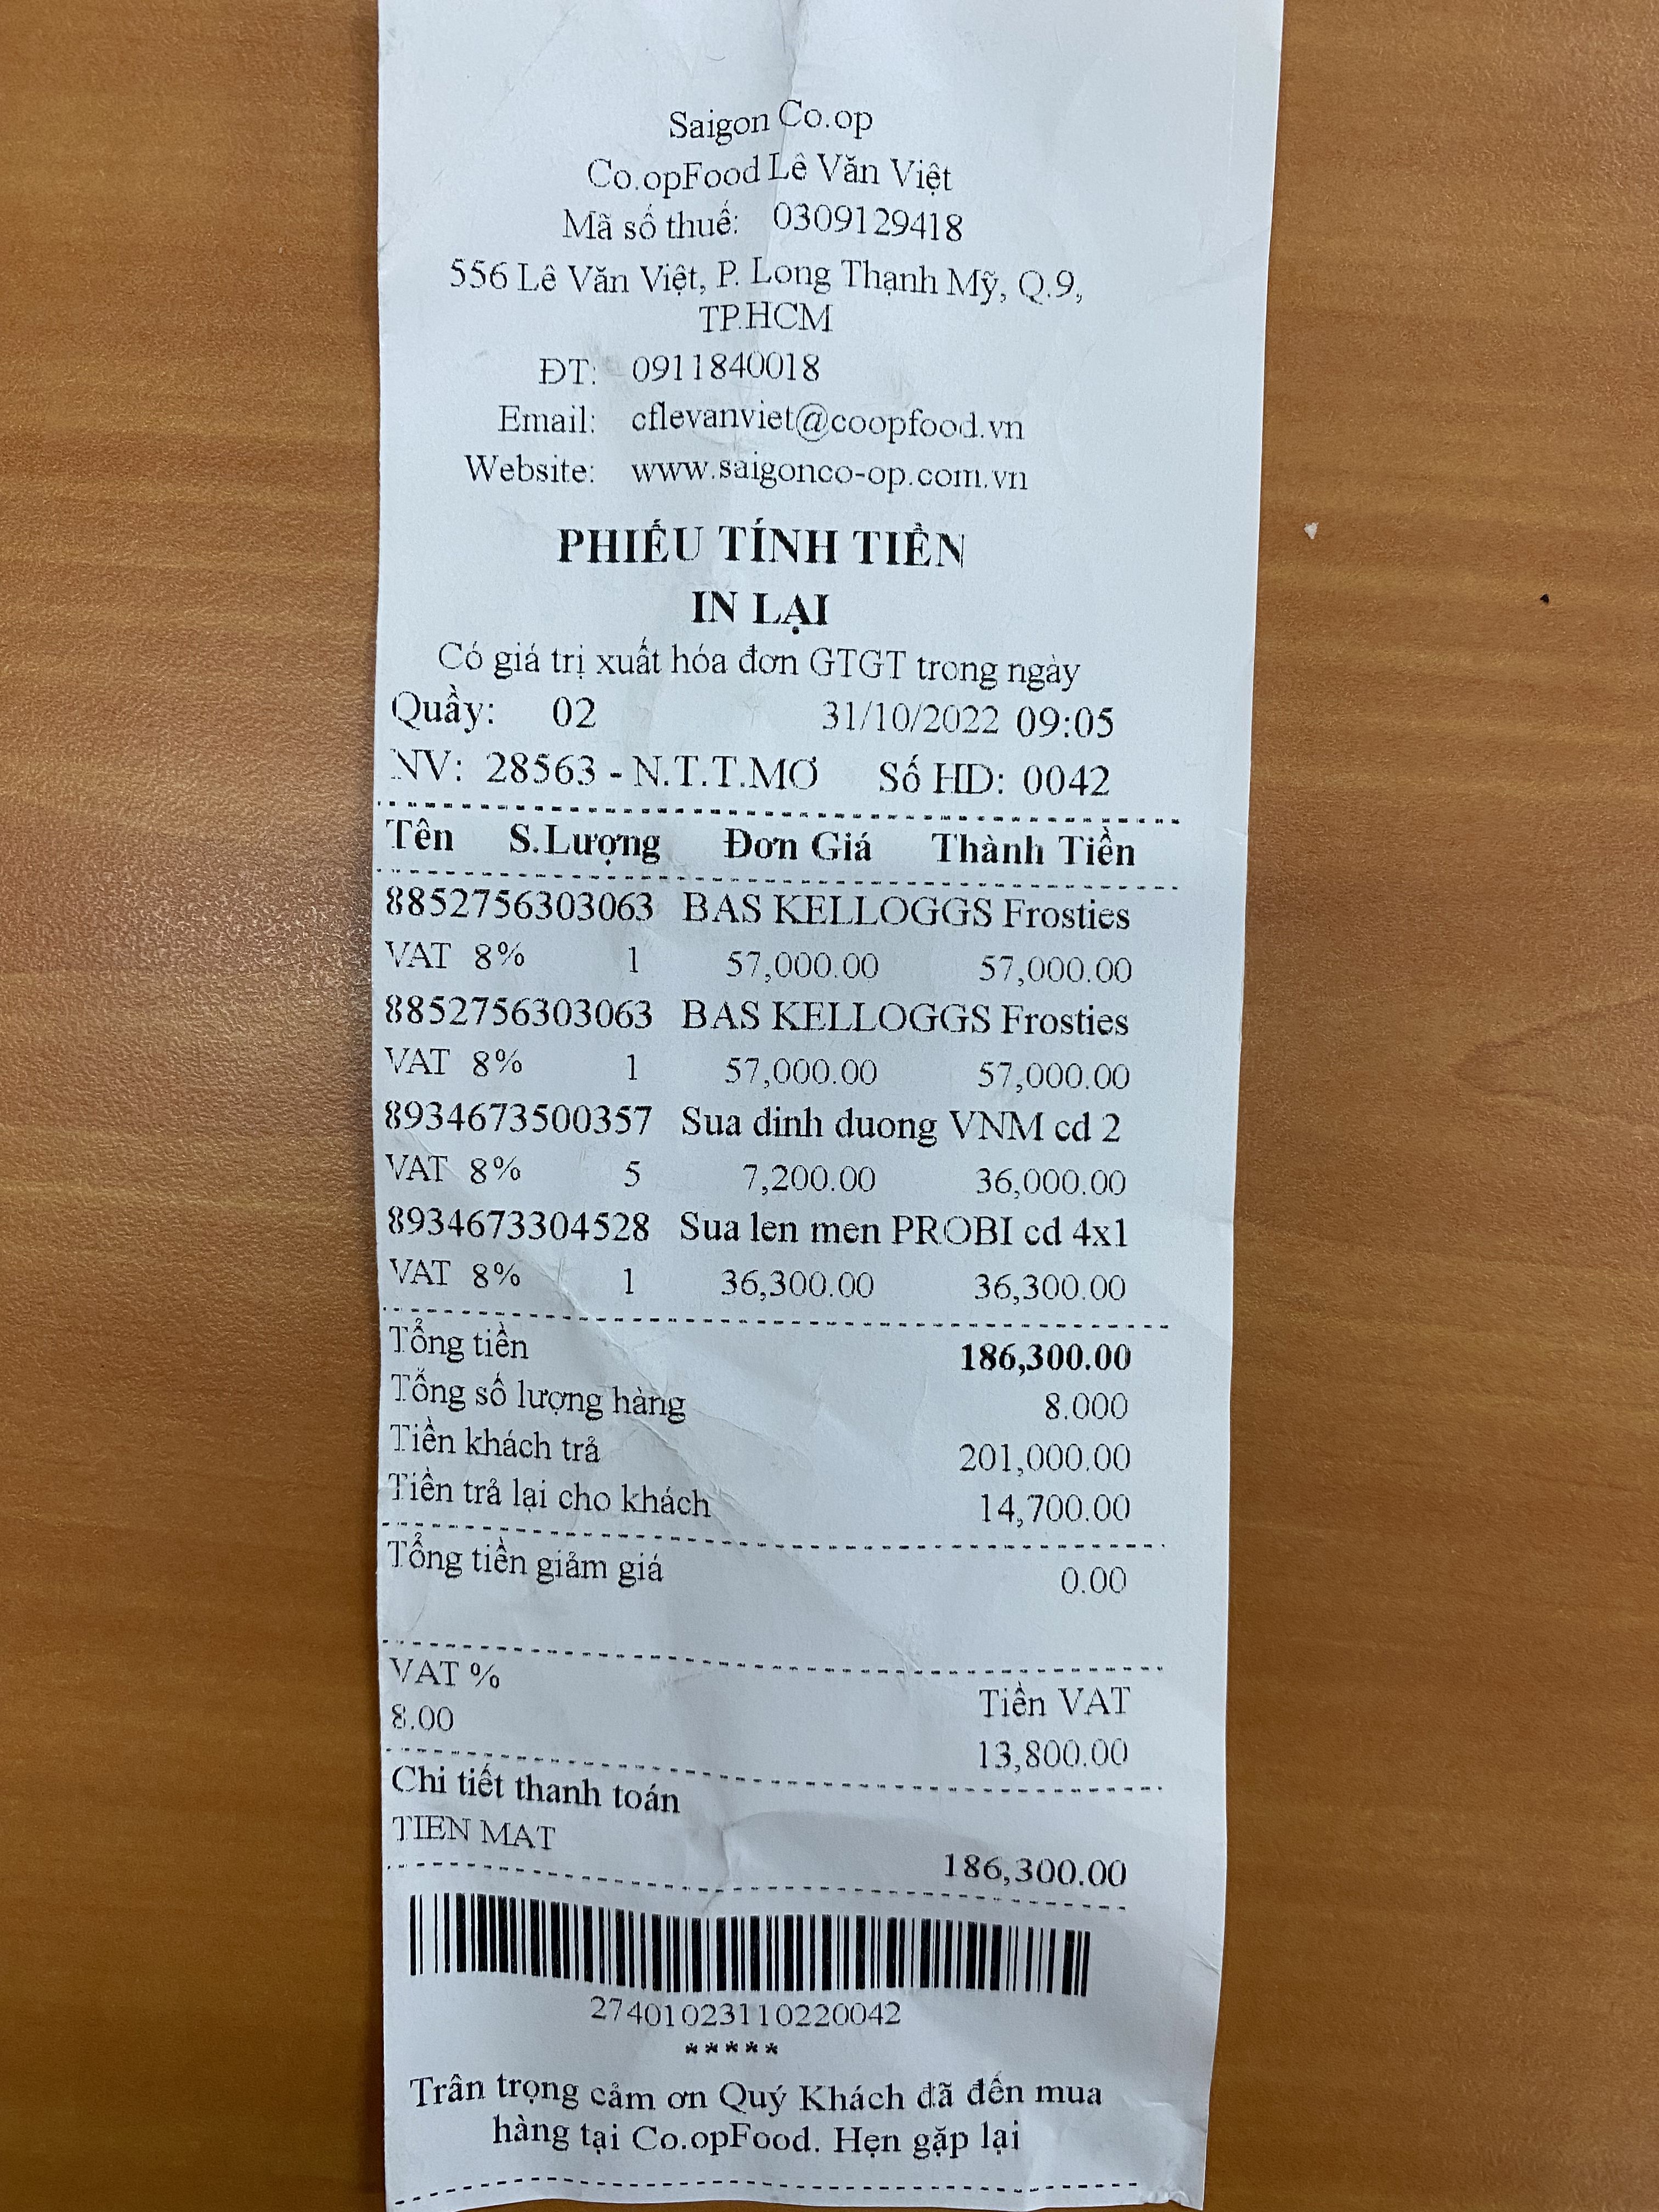 Saigon Co.op
Co.opFood Lê Văn Việt
Mã số thuế: 0309129418
556 Lê Văn Việt, P. Long Thạnh Mỹ, Q.9,
TP.HCM
ĐT: 0911840018
Email: cflevanviet@coopfood.vn
Website: www.saigonco-op.com.vn
PHIẾU TÍNH TIỀN
IN LẠI
Có giá trị xuất hóa đơn GTGT trong ngày
Quầy: 02 31/10/2022 09:05
NV: 28563 - N.T.T.MƠ Số HD: 0042
Tên S.Lượng Đơn Giá Thành Tiền
8852756303063 BAS KELLOGGS Frosties
VAT 8% 1 57,000.00 57,000.00
8852756303063 BAS KELLOGGS Frosties
VAT 8% 1 57,000.00 57,000.00
8934673500357 Sua dinh duong VNM cd 2
VAT 8% 5 7,200.00 36,000.00
8934673304528 Sua len men PROBI cd 4x1
VAT 8% 1 36,300.00 36,300.00
Tổng tiền 186,300.00
Tổng số lượng hàng 8.000
Tiền khách trả 201,000.00
Tiền trả lại cho khách 14,700.00
Tổng tiền giảm giá 0.00
VAT % Tiền VAT
8.00 13,800.00
Chi tiết thanh toán
TIEN MAT 186,300.00
27401023110220042
*****
Trân trọng cảm ơn Quý Khách đã đến mua
hàng tại Co.opFood. Hẹn gặp lại